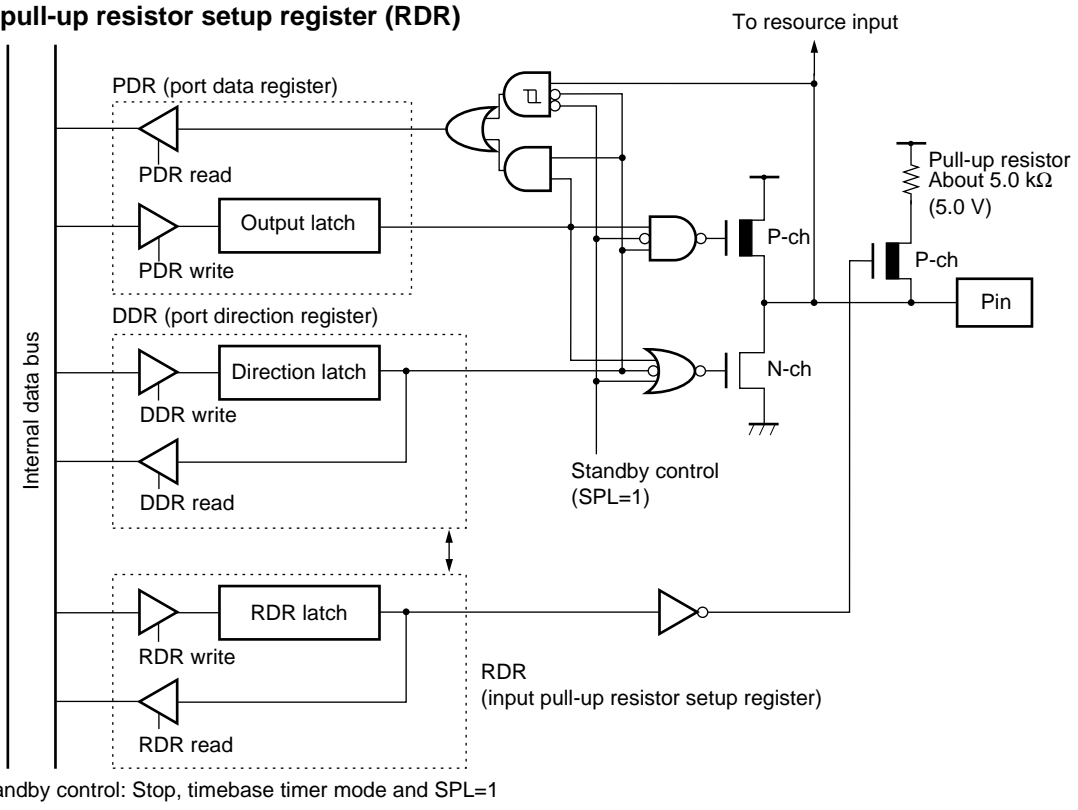 pull-up resistor setup register (RDR)
To resource input
PDR (port data register)
PDR read
Output latch
PDR write
Pull-up resistor
About 5.0 kΩ
(5.0 V)
P-ch
P-ch
Pin
DDR (port direction register)
Direction latch
DDR write
DDR read
N-ch
Standby control
(SPL=1)
Internal data bus
RDR latch
RDR write
RDR read
RDR
(input pull-up resistor setup register)
andby control: Stop, timebase timer mode and SPL=1